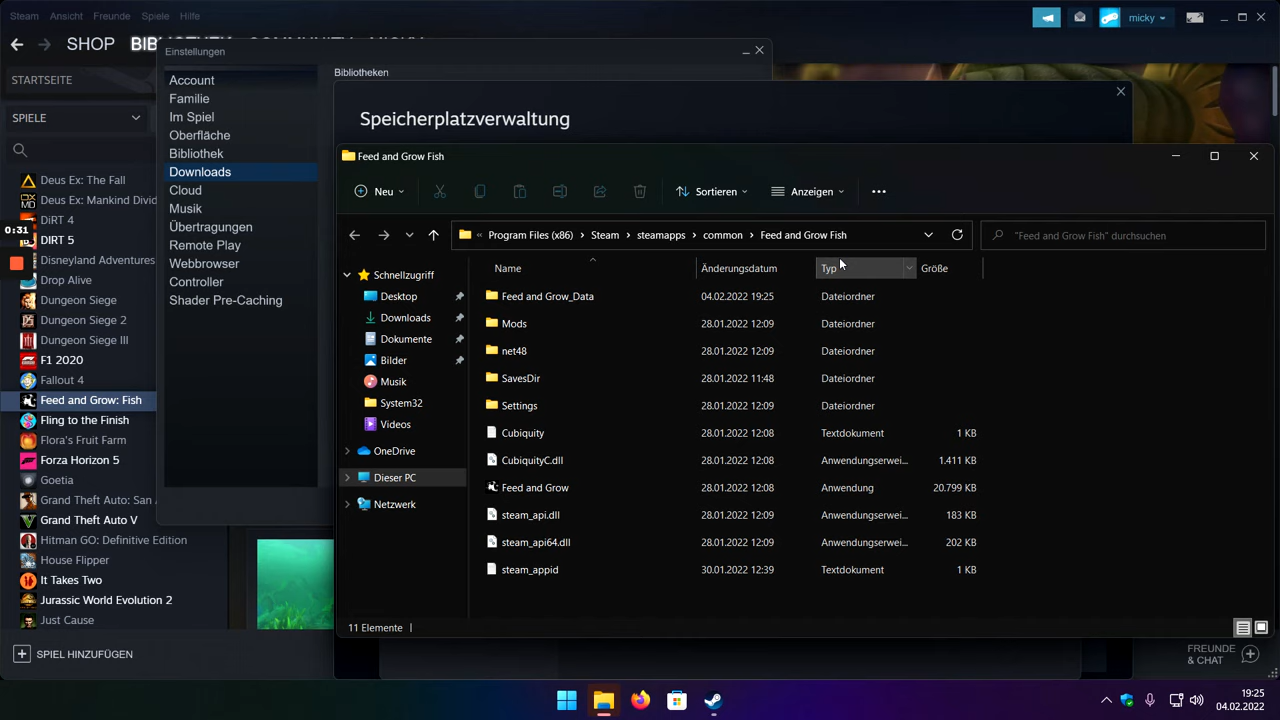 Steam Ansicht Freunde Spiele Hilfe
micky
SHOP
STARTSEITE
SPIELE
Deus Ex: The Fall
Deus Ex: Mankind Divid
DiRT 4
0:31
DIRT 5
Disneyland Adventures
Drop Alive
Dungeon Siege
Dungeon Siege 2
Dungeon Siege III
F1 2020
Fallout 4
Feed and Grow: Fish
Fling to the Finish
Flora's Fruit Farm
Forza Horizon 5
Goetia
Grand Theft Auto: San
Grand Theft Auto V
Hitman GO: Definitive Edition
House Flipper
It Takes Two
Jurassic World Evolution 2
Just Cause
SPIEL HINZUFÜGEN
Einstellungen
Account
Familie
Im Spiel
Oberfläche
Bibliothek
Downloads
Cloud
Musik
Übertragungen
Remote Play
Webbrowser
Controller
Shader Pre-Caching
Bibliotheken
Speicherplatzverwaltung
Feed and Grow Fish
Neu Sortieren Anzeigen
« Program Files (x86) > Steam > steamapps > common > Feed and Grow Fish
"Feed and Grow Fish" durchsuchen
Schnellzugriff
Desktop
Downloads
Dokumente
Bilder
Musik
System32
Videos
OneDrive
Dieser PC
Netzwerk
Name Änderungsdatum Typ Größe
Feed and Grow_Data 04.02.2022 19:25 Dateiordner
Mods 28.01.2022 12:09 Dateiordner
net48 28.01.2022 12:09 Dateiordner
SavesDir 28.01.2022 11:48 Dateiordner
Settings 28.01.2022 12:09 Dateiordner
Cubiquity 28.01.2022 12:08 Textdokument 1 KB
CubiquityC.dll 28.01.2022 12:08 Anwendungserwei... 1.411 KB
Feed and Grow 28.01.2022 12:08 Anwendung 20.799 KB
steam_api.dll 28.01.2022 12:09 Anwendungserwei... 183 KB
steam_api64.dll 28.01.2022 12:09 Anwendungserwei... 202 KB
steam_appid 30.01.2022 12:39 Textdokument 1 KB
11 Elemente
FREUNDE
& CHAT
19:25
04.02.2022